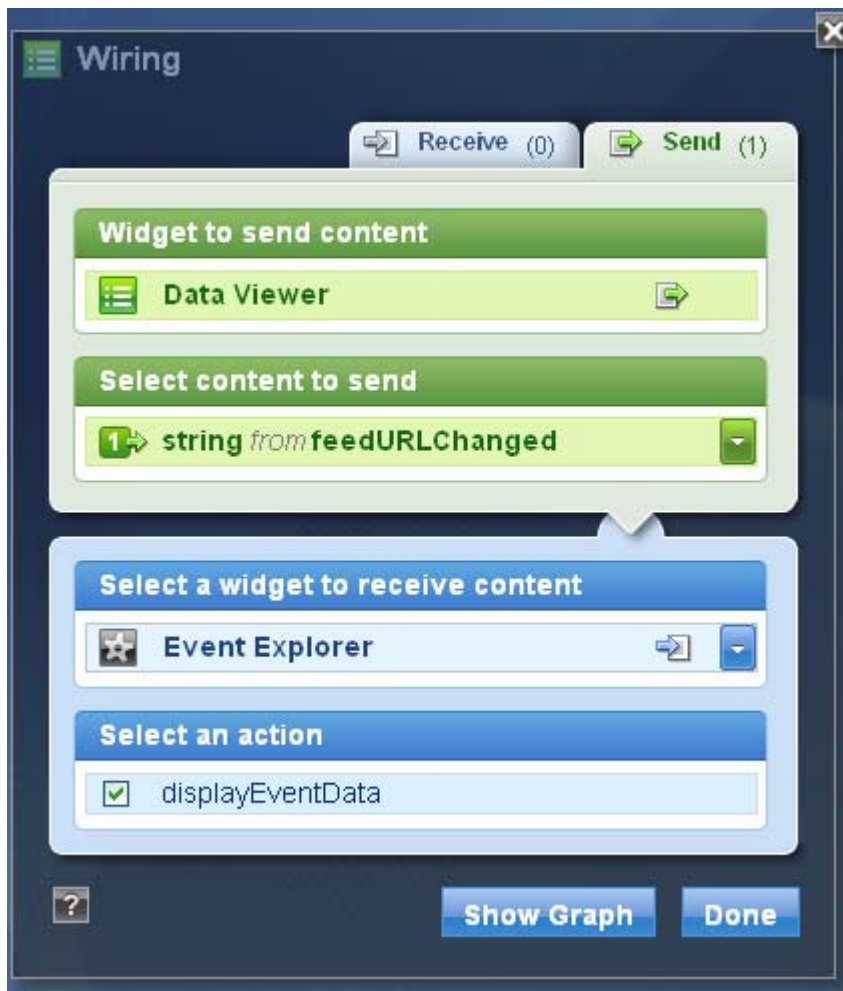 Wiring
Receive (0)
Send (1)
Widget to send content
Data Viewer
Select content to send
1 string from feedURLChanged
Select a widget to receive content
Event Explorer
Select an action
displayEventData
?
Show Graph
Done